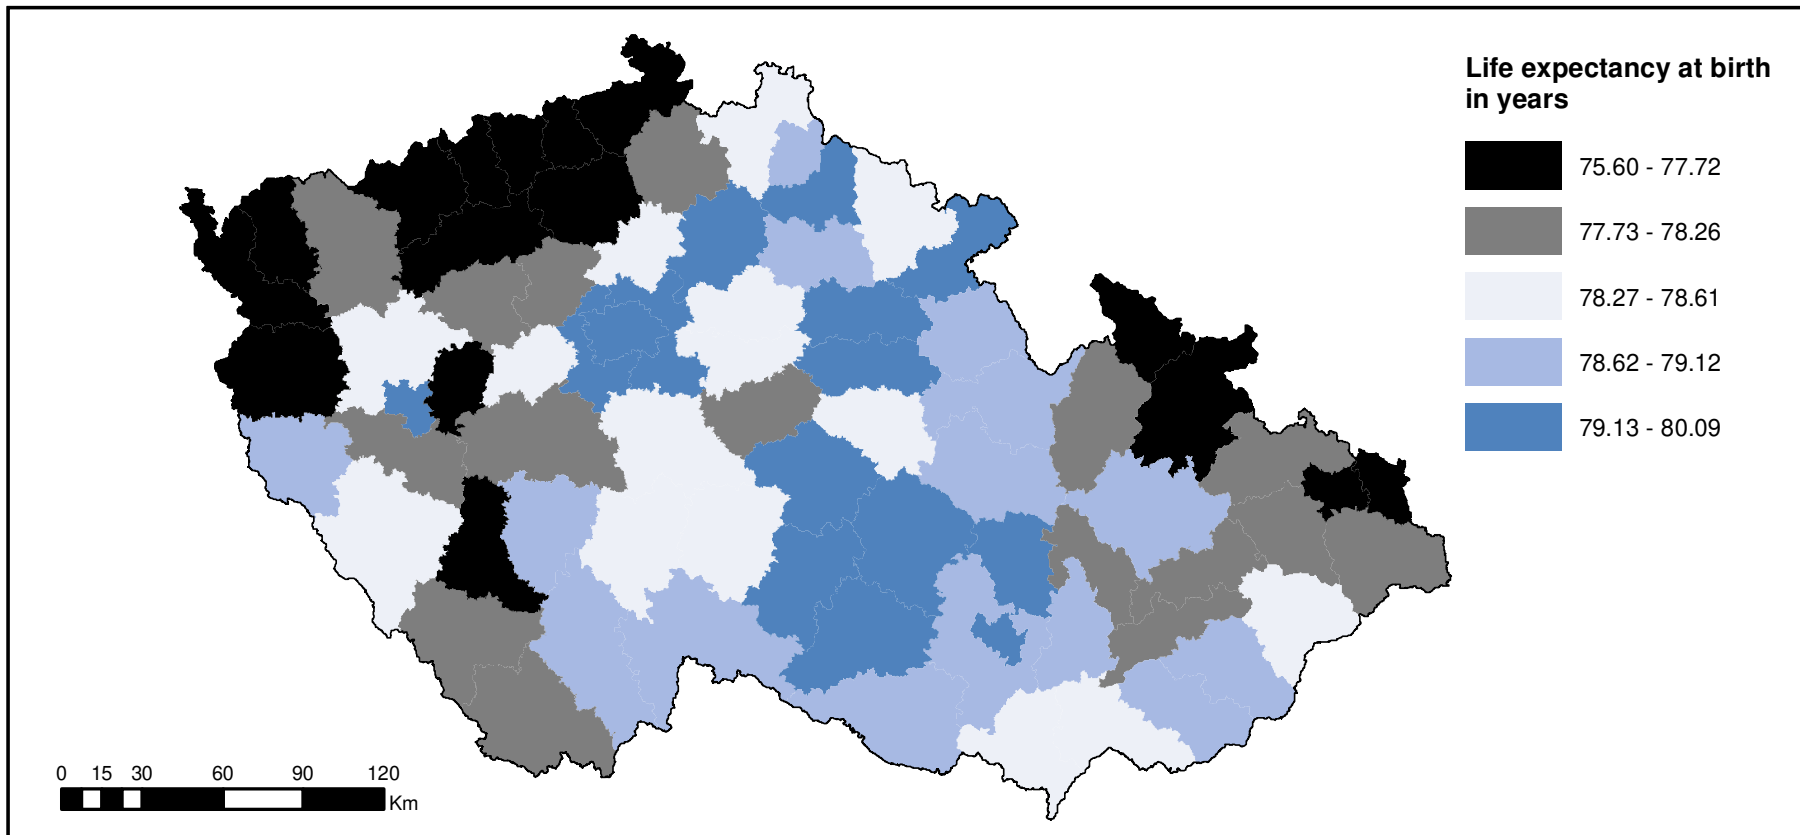 Life expectancy at birth
in years
75.60 - 77.72
77.73 - 78.26
78.27 - 78.61
78.62 - 79.12
79.13 - 80.09
0 15 30 60 90 120
Km